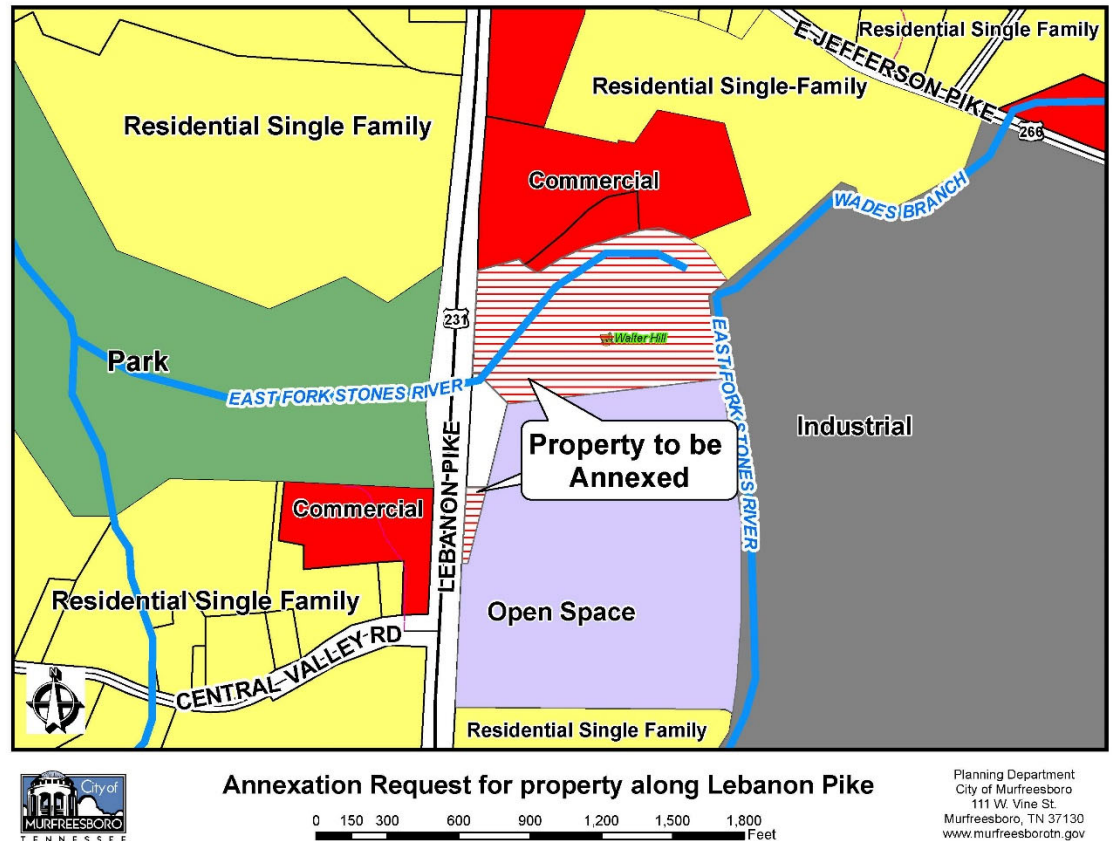 Residential Single Family
E JEFFERSON PIKE
Residential Single-Family
Residential Single Family
266
Commercial
WADES BRANCH
231
Walter Hill
Park
EAST FORK STONES RIVER
EAST FORK STONES RIVER
Industrial
Property to be
Annexed
LEBANON PIKE
Commercial
Residential Single Family
Open Space
CENTRAL VALLEY RD
N
Residential Single Family
City of
MURFREESBORO
TENNESSEE
Annexation Request for property along Lebanon Pike
0 150 300 600 900 1,200 1,500 1,800
Feet
Planning Department
City of Murfreesboro
111 W. Vine St.
Murfreesboro, TN 37130
www.murfreesborotn.gov